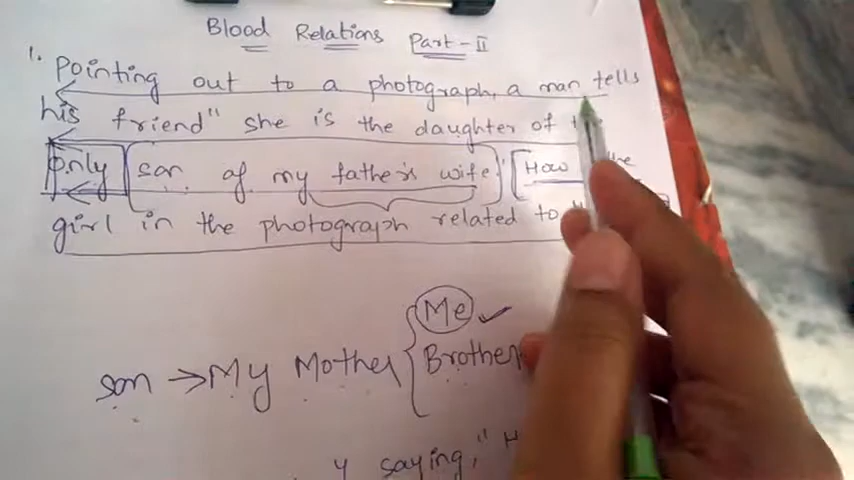 Blood Relations Part-II
1. Pointing out to a photograph, a man tells
his friend" she is the daughter of
only son of my father's wife." How
girl in the photograph related to
Me
son → My Mother
Brother
y saying,"